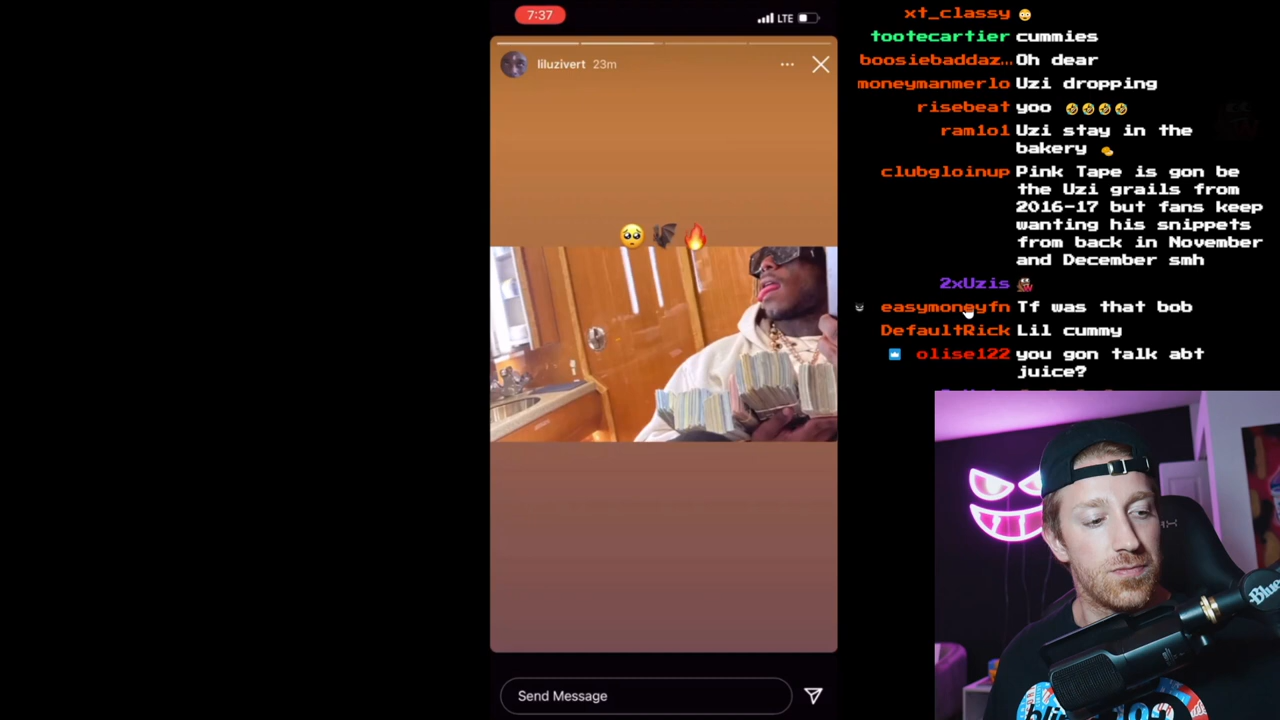 7:37
LTE
liluzivert 23m
Send Message
xt_classy
tootecartier cummies
boosiebaddaz… Oh dear
moneymanmerlo Uzi dropping
risebeat yoo
ram1o1 Uzi stay in the
bakery
clubgloinup Pink Tape is gon be
the Uzi grails from
2016-17 but fans keep
wanting his snippets
from back in November
and December smh
2xUzis
easymoneyfn Tf was that bob
DefaultRick Lil cummy
olise122 you gon talk abt
juice?
Blue